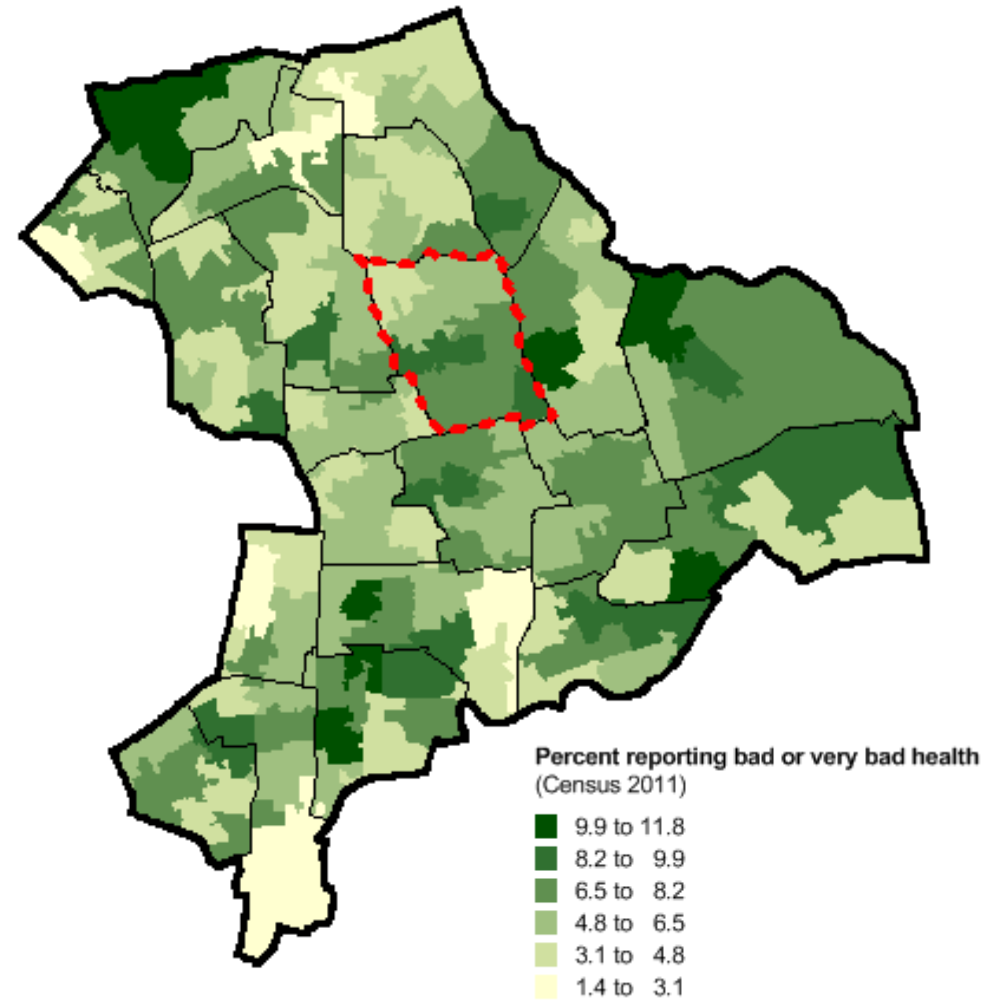 Percent reporting bad or very bad health
(Census 2011)
9.9 to 11.8
8.2 to 9.9
6.5 to 8.2
4.8 to 6.5
3.1 to 4.8
1.4 to 3.1